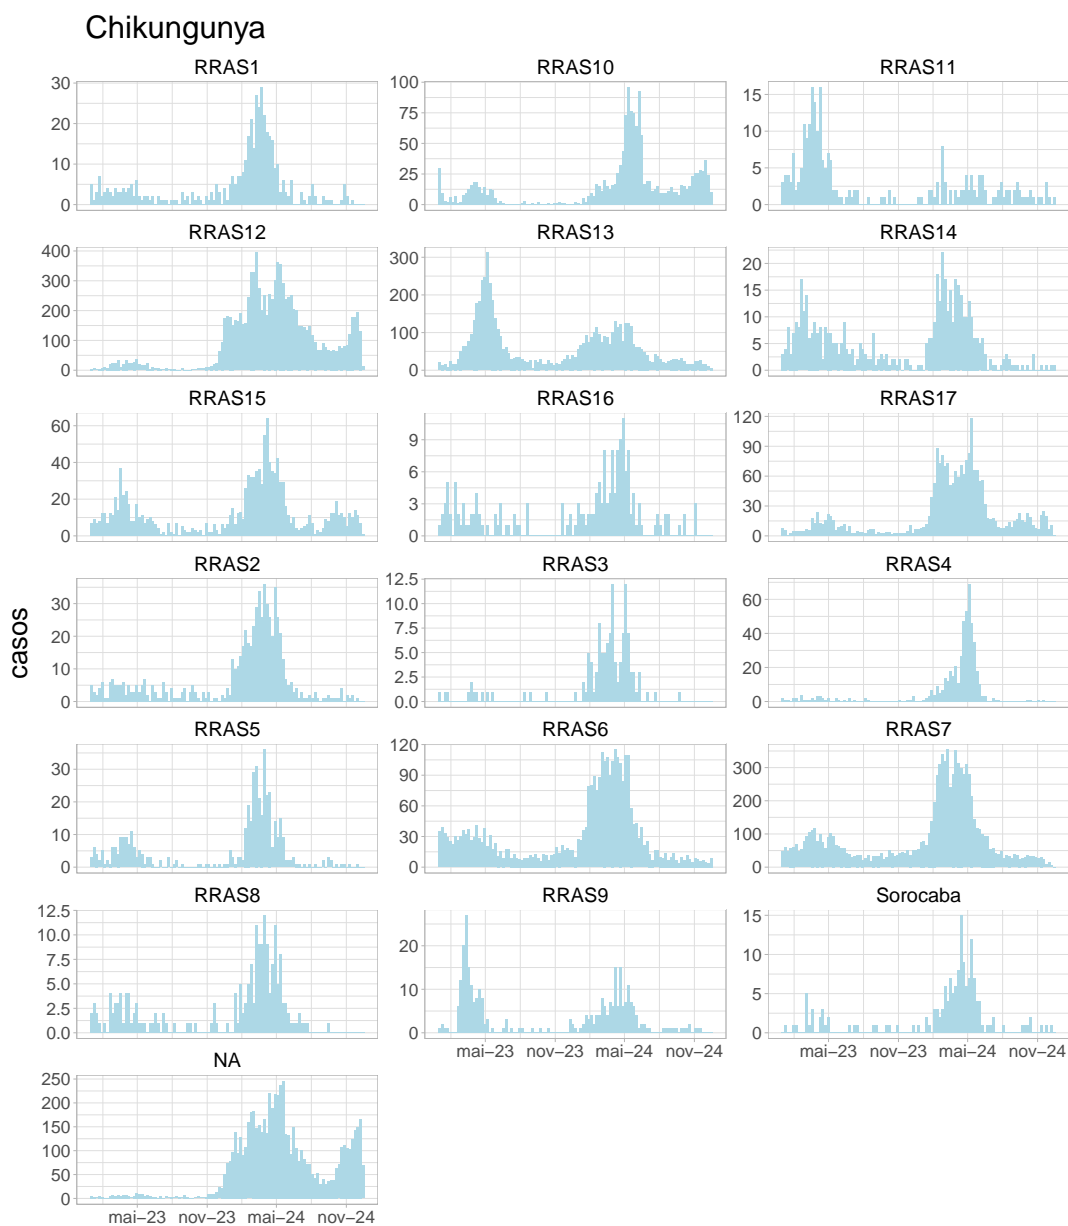 Chikungunya
RRAS1 RRAS10 RRAS11
30 20 10 0
100 75 50 25 0
15 10 5 0
RRAS12 RRAS13 RRAS14
400 300 200 100 0
300 200 100 0
20 15 10 5 0
RRAS15 RRAS16 RRAS17
60 40 20 0
9 6 3 0
120 90 60 30 0
RRAS2 RRAS3 RRAS4
30 20 10 0
12.5 10.0 7.5 5.0 2.5 0.0
60 40 20 0
casos
RRAS5 RRAS6 RRAS7
30 20 10 0
120 90 60 30 0
300 200 100 0
RRAS8 RRAS9 Sorocaba
12.5 10.0 7.5 5.0 2.5 0.0
20 10 0
15 10 5 0
mai−23 nov−23 mai−24 nov−24 mai−23 nov−23 mai−24 nov−24
NA
250 200 150 100 50 0
mai−23 nov−23 mai−24 nov−24